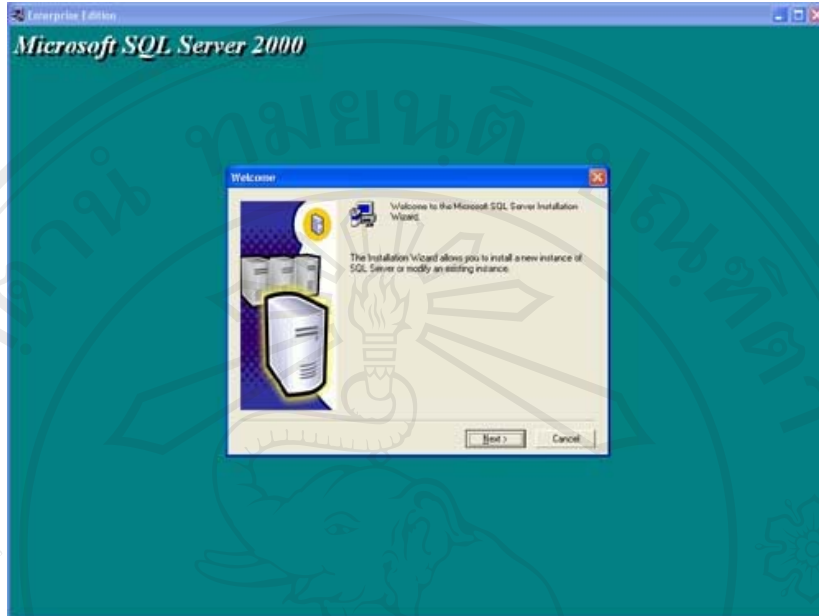 Enterprise Edition
Microsoft SQL Server 2000
Welcome
Welcome to the Microsoft SQL Server Installation
Wizard.
The Installation Wizard allows you to install a new instance of
SQL Server or modify an existing instance.
Next >
Cancel